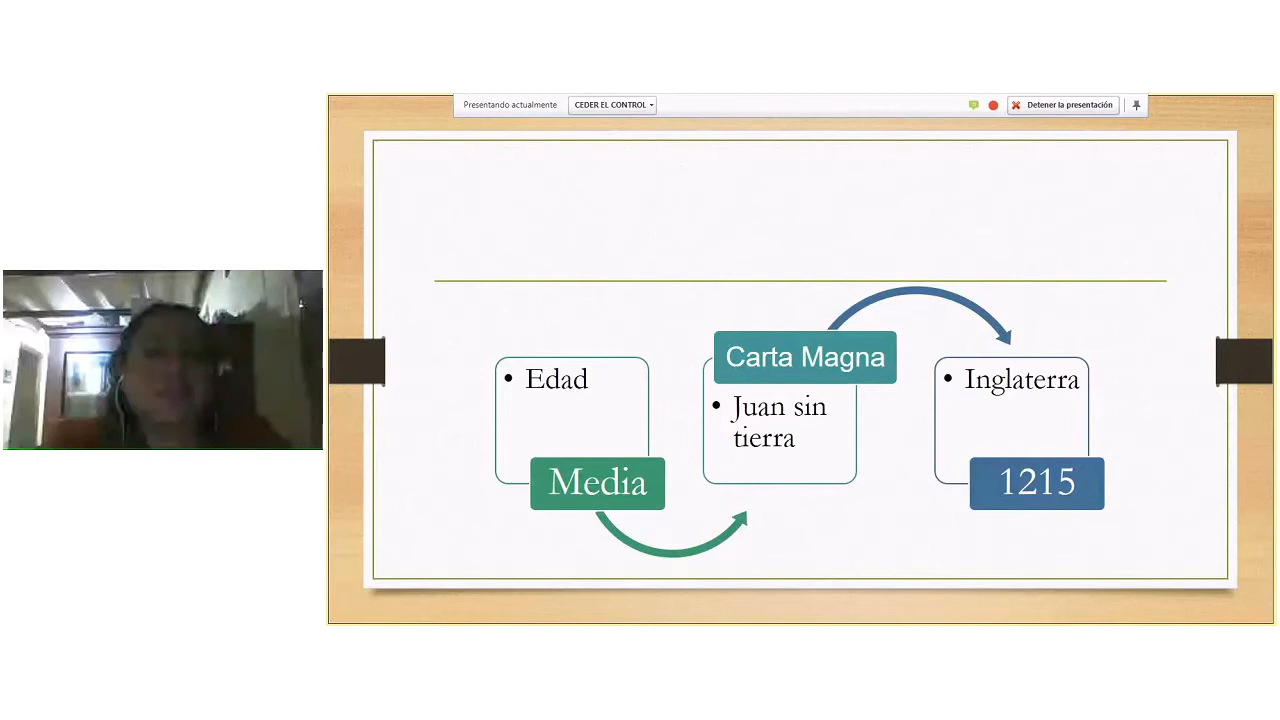 Presentando actualmente CEDER EL CONTROL Detener la presentación
• Edad
Media
Carta Magna
• Juan sin
tierra
• Inglaterra
1215